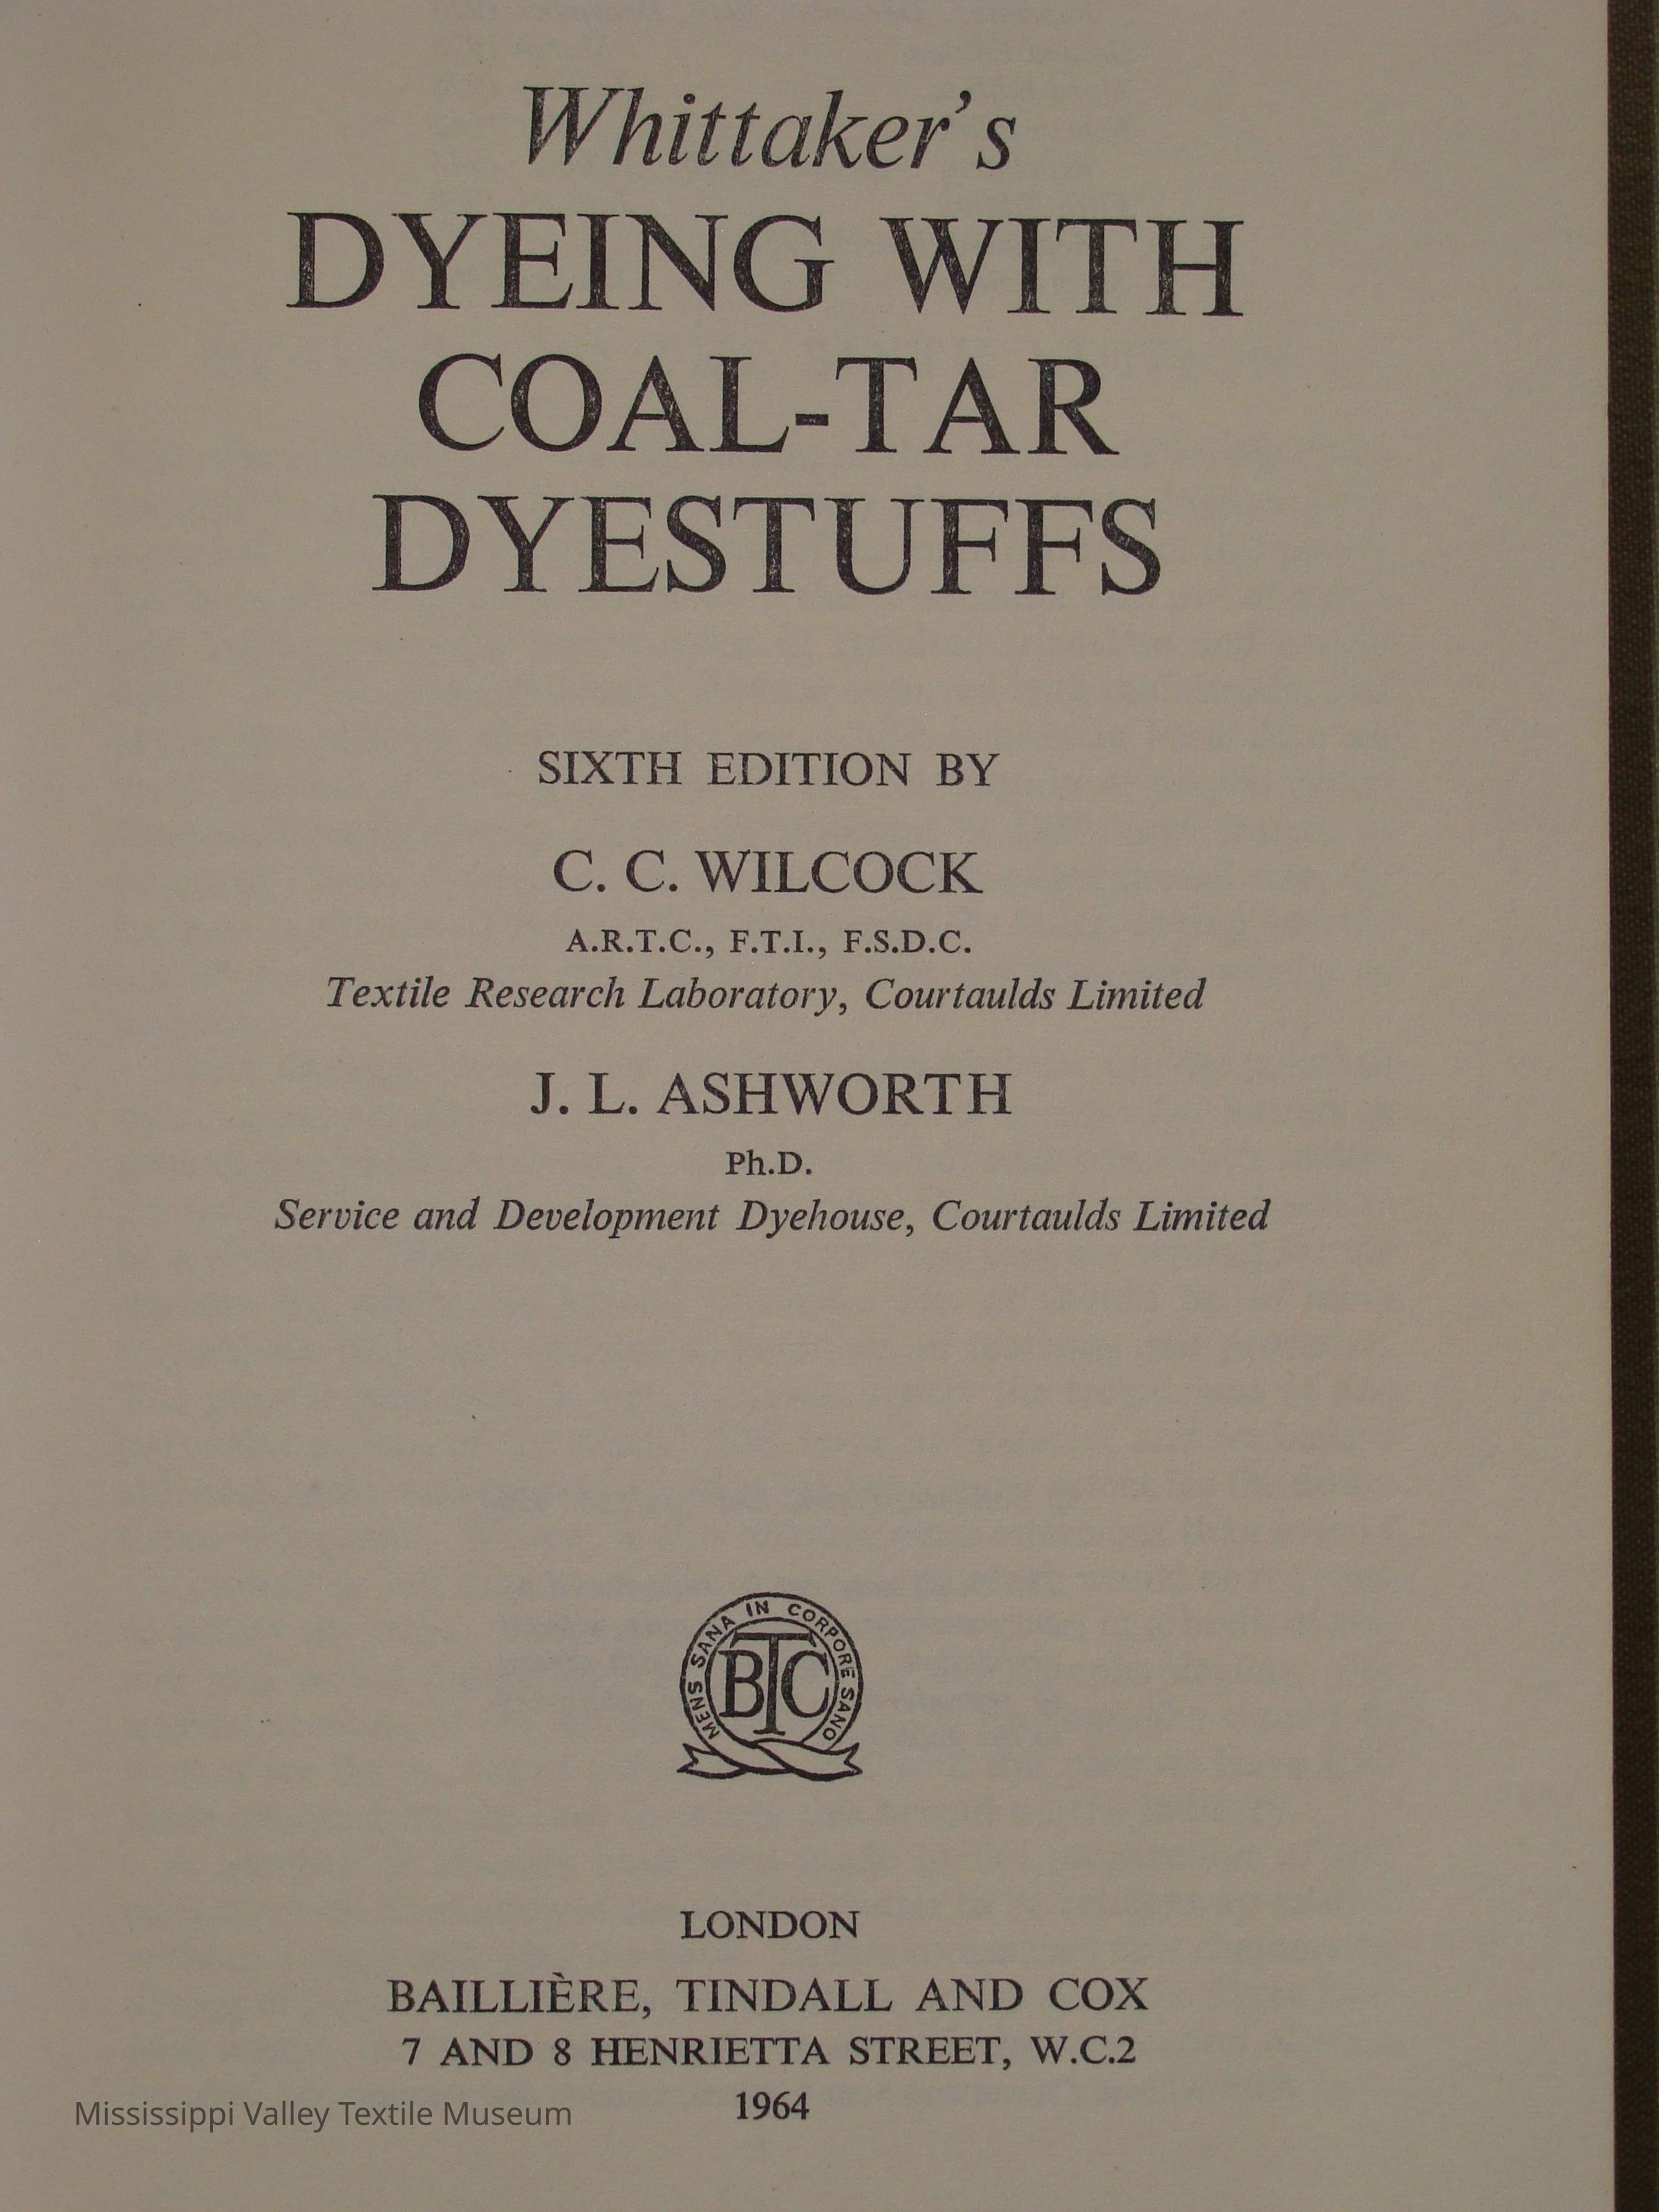 Whittaker's
DYEING WITH
COAL-TAR
DYESTUFFS
SIXTH EDITION BY
C. C. WILCOCK
A.R.T.C., F.T.I., F.S.D.C.
Textile Research Laboratory, Courtaulds Limited
J. L. ASHWORTH
Ph.D.
Service and Development Dyehouse, Courtaulds Limited
MENS SANA IN CORPORE SANO
BTC
LONDON
BAILLIÈRE, TINDALL AND COX
7 AND 8 HENRIETTA STREET, W.C.2
1964
Mississippi Valley Textile Museum